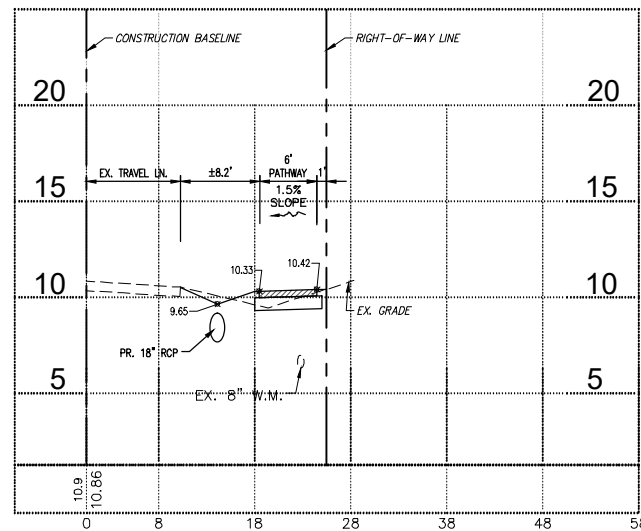 CONSTRUCTION BASELINE
RIGHT-OF-WAY LINE
20
20
6'
EX. TRAVEL LN.
±8.2'
PATHWAY
1'
15
15
1.5%
SLOPE
10.33
10.42
10
10
9.65
EX. GRADE
PR. 18" RCP
5
EX. 8" W.M.
5
10.9
10.86
0
8
18
28
38
48